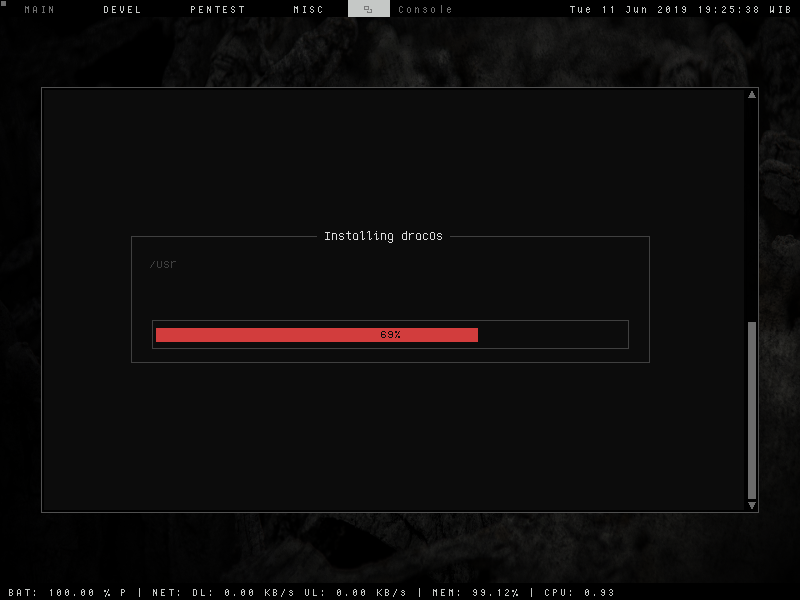 MAIN DEVEL PENTEST MISC Console Tue 11 Jun 2019 19:25:38 WIB
Installing dracOs
/usr
69%
BAT: 100.00 % P | NET: DL: 0.00 KB/s UL: 0.00 KB/s | MEM: 99.12% | CPU: 0.93